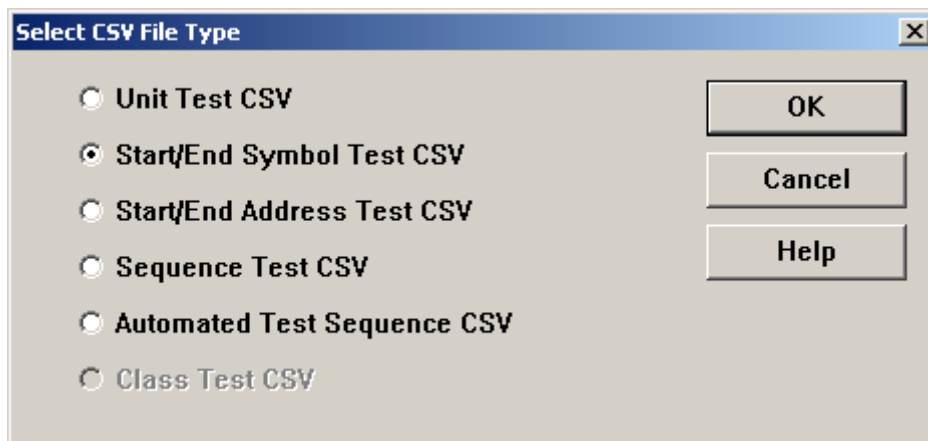 Select CSV File Type
Unit Test CSV
Start/End Symbol Test CSV
Start/End Address Test CSV
Sequence Test CSV
Automated Test Sequence CSV
Class Test CSV
OK
Cancel
Help